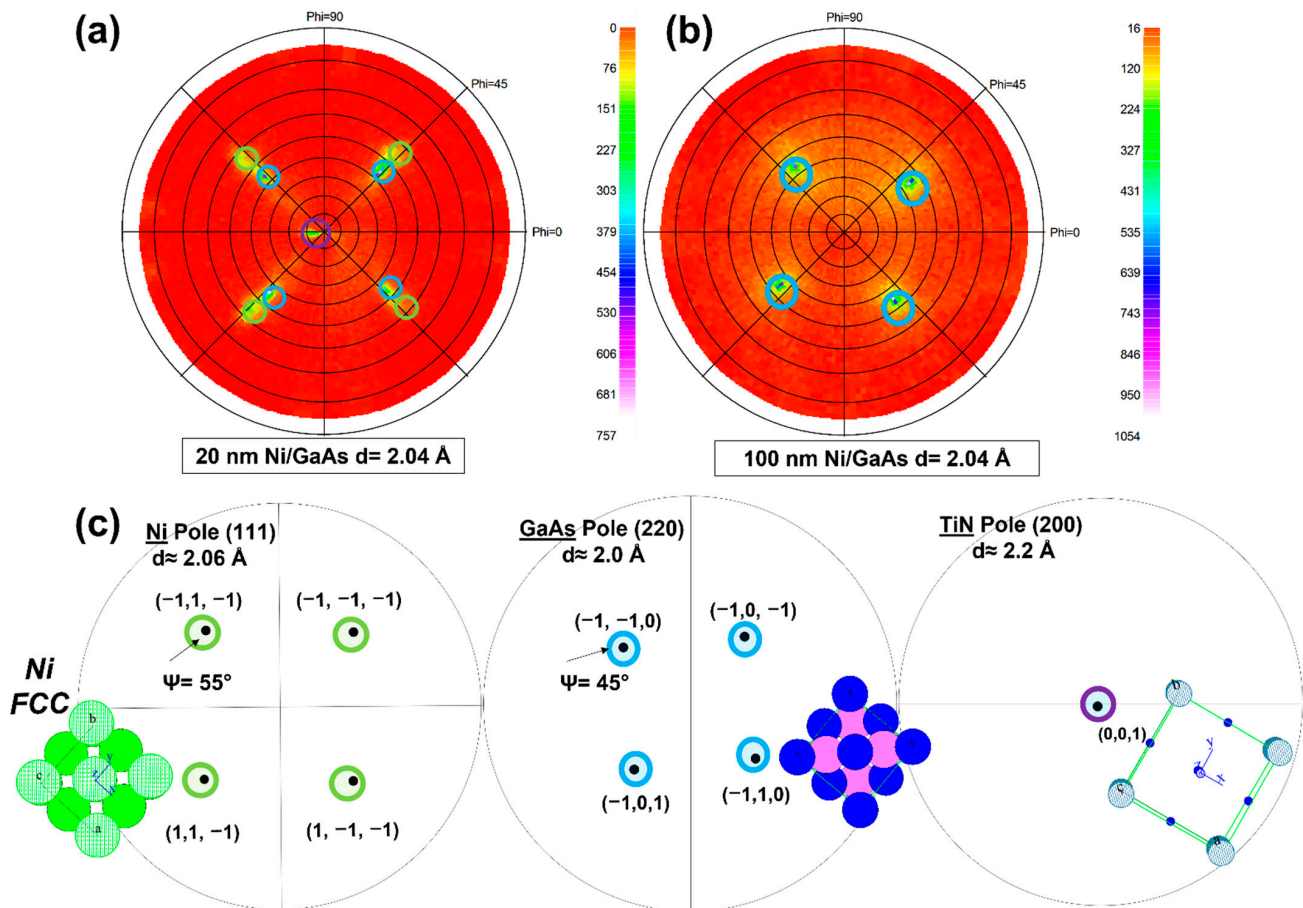 (a)
Phi=90
Phi=45
Phi=0
0
76
151
227
303
379
454
530
606
681
757
20 nm Ni/GaAs d= 2.04 Å
(b)
Phi=90
Phi=45
Phi=0
16
120
224
327
431
535
639
743
846
950
1054
100 nm Ni/GaAs d= 2.04 Å
(c)
Ni Pole (111)
d≈ 2.06 Å
(−1,1, −1)
(−1, −1, −1)
Ψ= 55°
Ni
FCC
b
c
y
z
a
(1,1, −1)
(1, −1, −1)
GaAs Pole (220)
d≈ 2.0 Å
(−1, −1,0)
(−1,0, −1)
Ψ= 45°
(−1,0,1)
(−1,1,0)
TiN Pole (200)
d≈ 2.2 Å
(0,0,1)
b
y
c
a